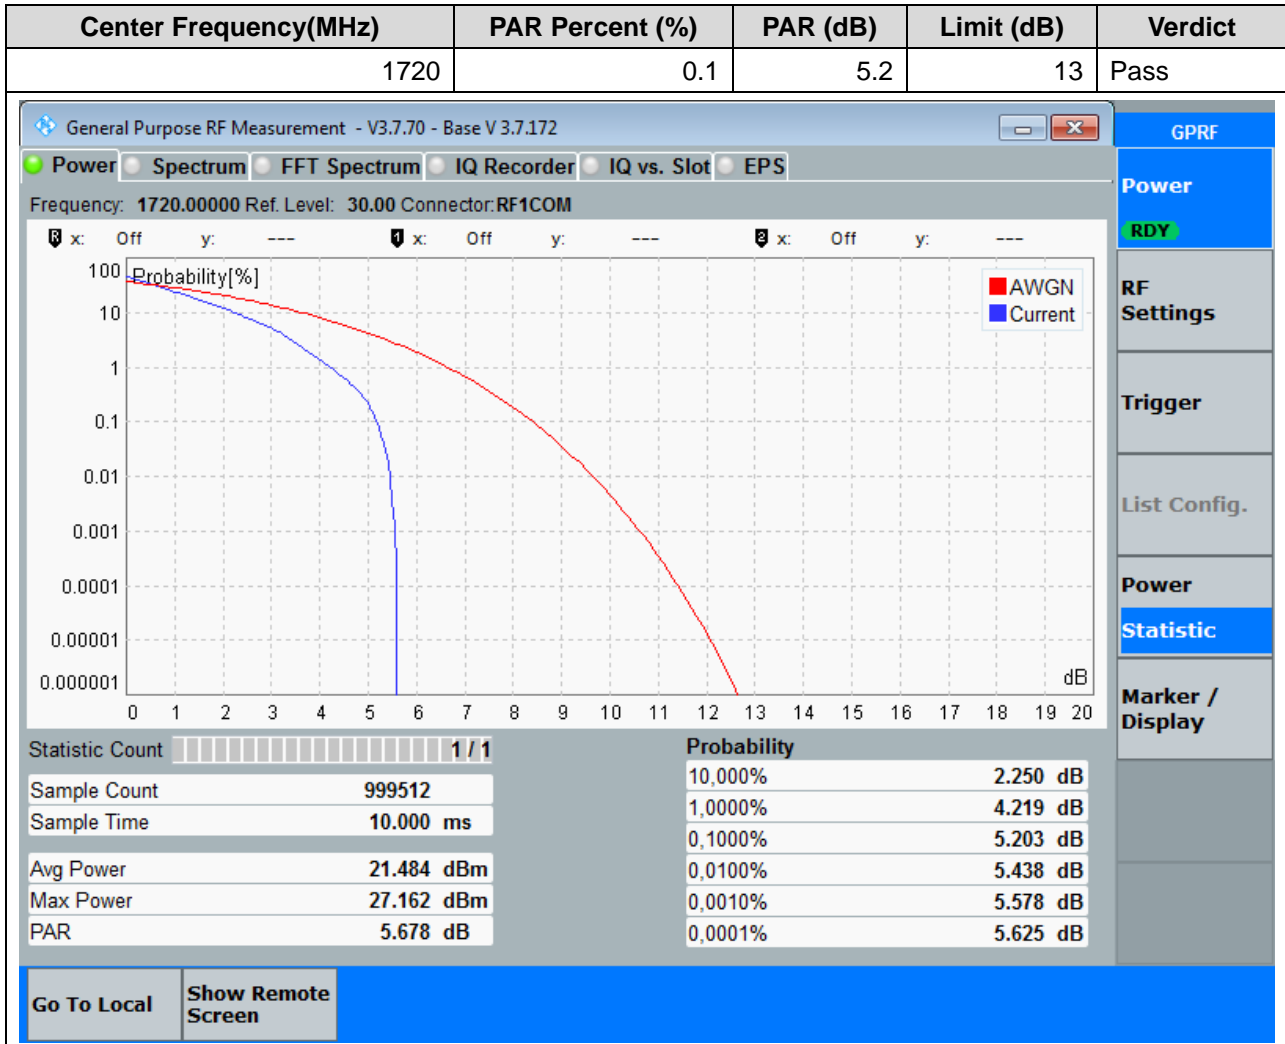 Center Frequency(MHz) PAR Percent (%) PAR (dB) Limit (dB) Verdict
1720 0.1 5.2 13 Pass
General Purpose RF Measurement - V3.7.70 - Base V 3.7.172
GPRF
Power Spectrum FFT Spectrum IQ Recorder IQ vs. Slot EPS
Power
RDY
Frequency: 1720.00000 Ref. Level: 30.00 Connector:RF1COM
R x: Off y: --- 1 x: Off y: --- 2 x: Off y: ---
Probability[%]
AWGN
Current
100
10
1
0.1
0.01
0.001
0.0001
0.00001
0.000001
dB
0 1 2 3 4 5 6 7 8 9 10 11 12 13 14 15 16 17 18 19 20
RF
Settings
Trigger
List Config.
Power
Statistic
Marker /
Display
Statistic Count 1 / 1
Sample Count 999512
Sample Time 10.000 ms
Avg Power 21.484 dBm
Max Power 27.162 dBm
PAR 5.678 dB
Probability
10,000% 2.250 dB
1,0000% 4.219 dB
0,1000% 5.203 dB
0,0100% 5.438 dB
0,0010% 5.578 dB
0,0001% 5.625 dB
Go To Local
Show Remote
Screen